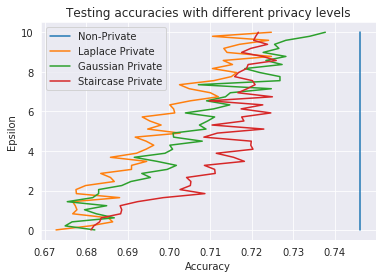 Testing accuracies with different privacy levels
Non-Private
Laplace Private
Gaussian Private
Staircase Private
Epsilon
10
8
6
4
2
0
0.67 0.68 0.69 0.70 0.71 0.72 0.73 0.74
Accuracy